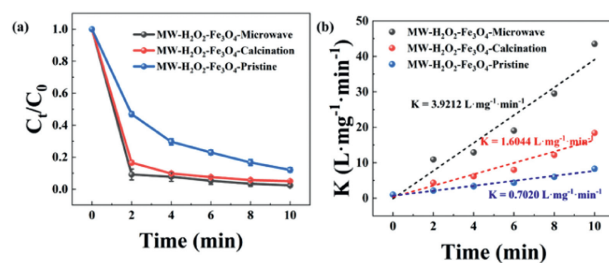 (a)
MW-H₂O₂-Fe₃O₄-Microwave
MW-H₂O₂-Fe₃O₄-Calcination
MW-H₂O₂-Fe₃O₄-Pristine
Cₜ/C₀
1.0
0.8
0.6
0.4
0.2
0.0
0 2 4 6 8 10
Time (min)
(b)
MW-H₂O₂-Fe₃O₄-Microwave
MW-H₂O₂-Fe₃O₄-Calcination
MW-H₂O₂-Fe₃O₄-Pristine
K (L·mg⁻¹·min⁻¹)
50
40
30
20
10
0
K = 3.9212 L·mg⁻¹·min⁻¹
K = 1.6044 L·mg⁻¹·min⁻¹
K = 0.7020 L·mg⁻¹·min⁻¹
0 2 4 6 8 10
Time (min)